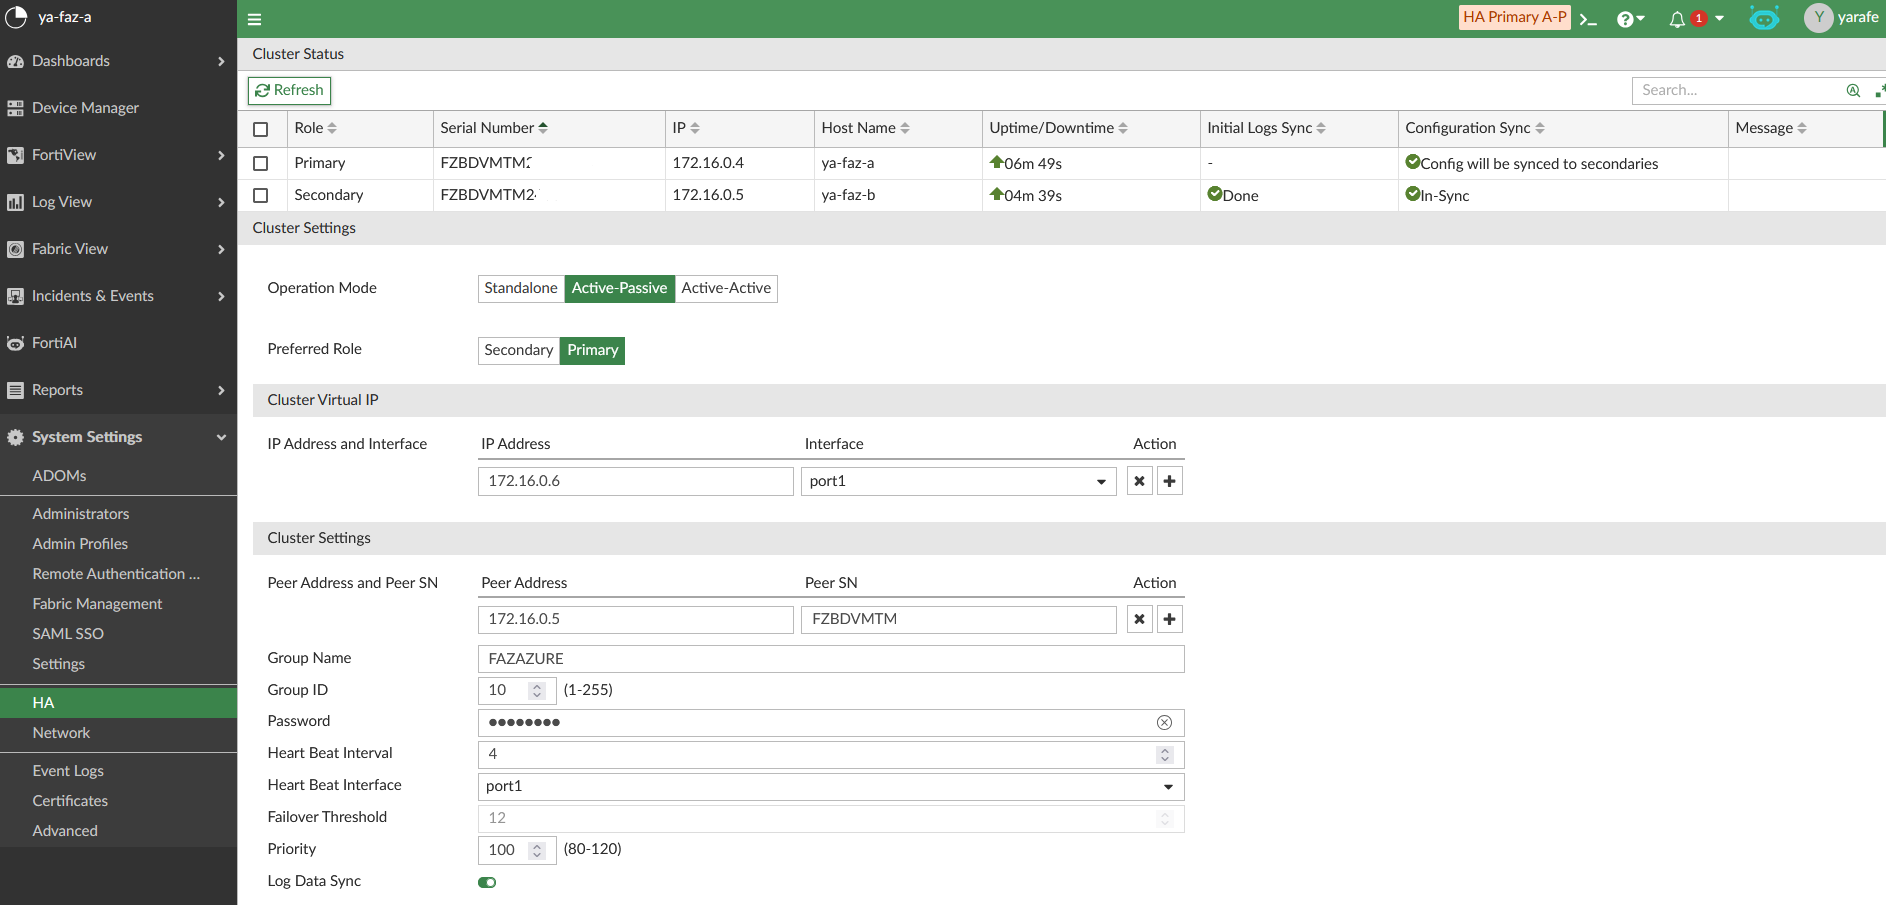 ya-faz-a
HA Primary A-P
1
Y
yarafe
Dashboards
Device Manager
FortiView
Log View
Fabric View
Incidents & Events
FortiAI
Reports
System Settings
ADOMs
Administrators
Admin Profiles
Remote Authentication ...
Fabric Management
SAML SSO
Settings
HA
Network
Event Logs
Certificates
Advanced
Cluster Status
Refresh
Search...
Role Serial Number IP Host Name Uptime/Downtime Initial Logs Sync Configuration Sync Message
Primary FZBDVMTM 172.16.0.4 ya-faz-a 06m 49s - Config will be synced to secondaries
Secondary FZBDVMTM2 172.16.0.5 ya-faz-b 04m 39s Done In-Sync
Cluster Settings
Operation Mode Standalone Active-Passive Active-Active
Preferred Role Secondary Primary
Cluster Virtual IP
IP Address and Interface IP Address Interface Action
172.16.0.6 port1
Cluster Settings
Peer Address and Peer SN Peer Address Peer SN Action
172.16.0.5 FZBDVMTM
Group Name FAZAZURE
Group ID 10 (1-255)
Password ●●●●●●●●
Heart Beat Interval 4
Heart Beat Interface port1
Failover Threshold 12
Priority 100 (80-120)
Log Data Sync